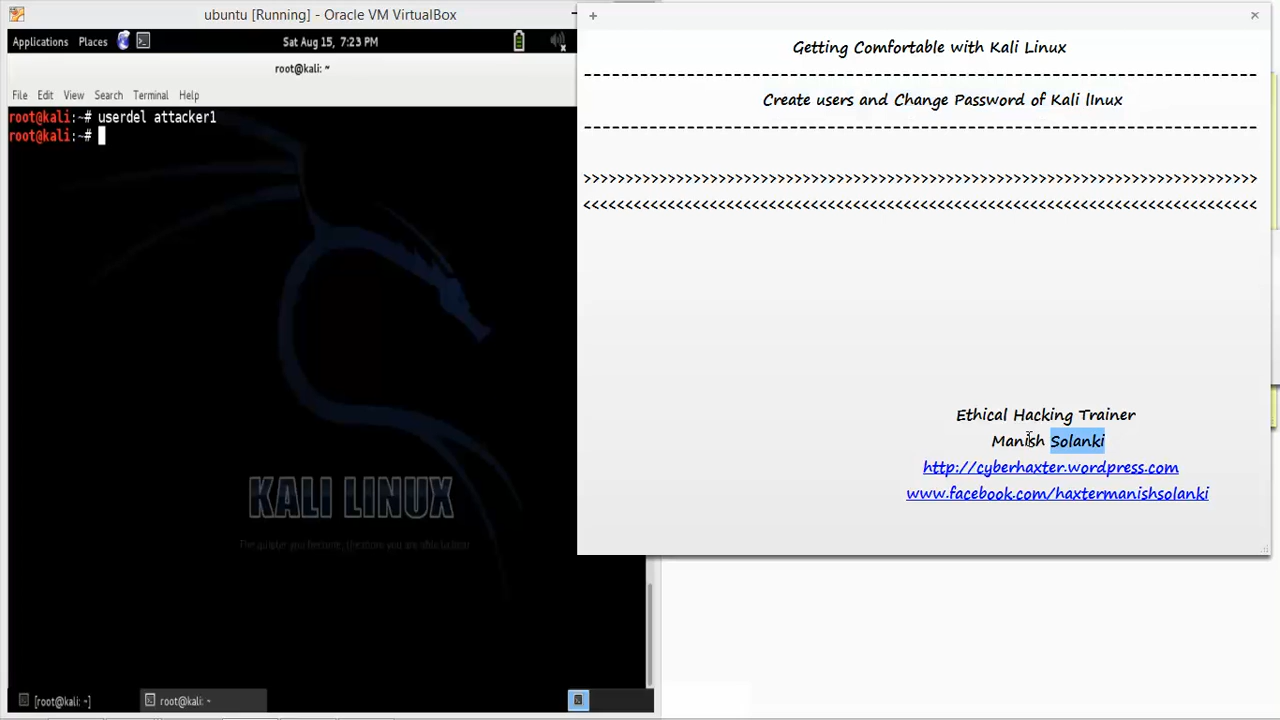 ubuntu [Running] - Oracle VM VirtualBox
Applications Places Sat Aug 15, 7:23 PM
root@kali: ~
File Edit View Search Terminal Help
root@kali:~# userdel attacker1
root@kali:~#
KALI LINUX
[root@kali: ~]
root@kali: ~
+ ×
Getting Comfortable with Kali Linux
--------------------------------------------------------------------------------
Create users and Change Password of Kali lInux
--------------------------------------------------------------------------------
>>>>>>>>>>>>>>>>>>>>>>>>>>>>>>>>>>>>>>>>>>>>>>>>>>>>>>>>>>>>>>>>>>>>>>>>>>>>>>>>
<<<<<<<<<<<<<<<<<<<<<<<<<<<<<<<<<<<<<<<<<<<<<<<<<<<<<<<<<<<<<<<<<<<<<<<<<<<<<<<<
Ethical Hacking Trainer
Manish Solanki
http://cyberhaxter.wordpress.com
www.facebook.com/haxtermanishsolanki